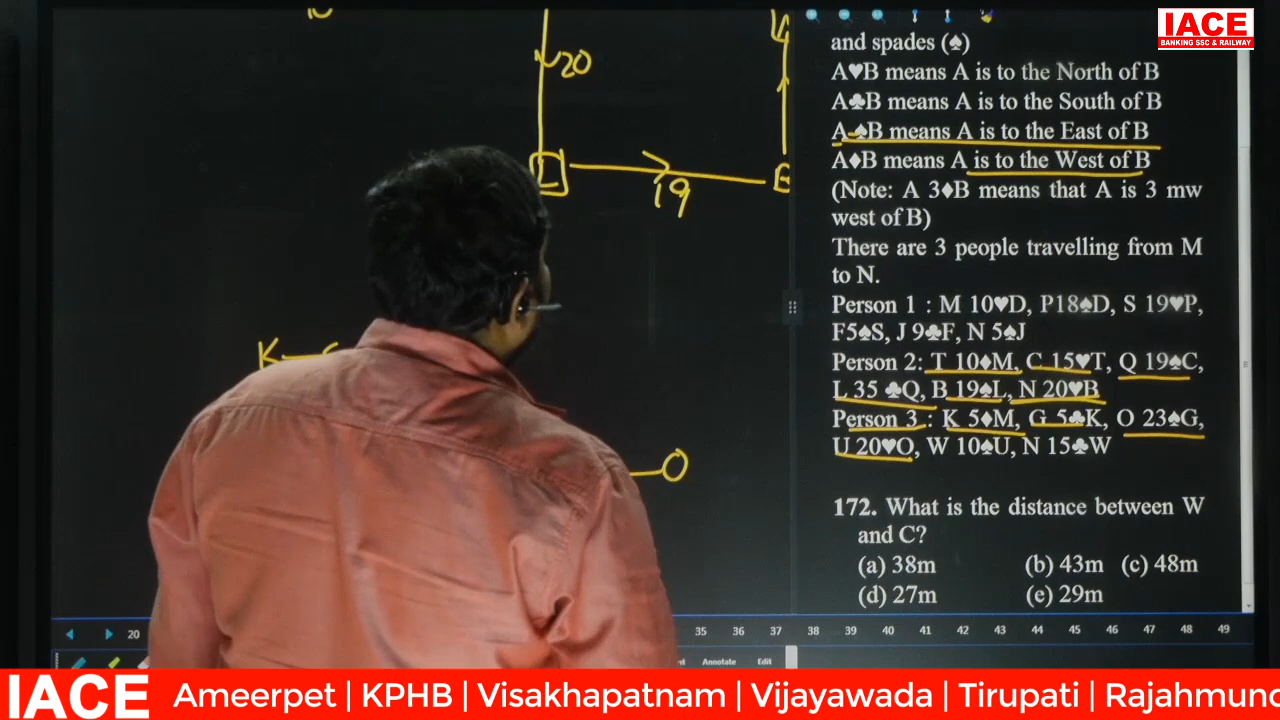 IACE
BANKING SSC & RAILWAY
and spades (♠)
A♥B means A is to the North of B
A♣B means A is to the South of B
A ♠B means A is to the East of B
A♦B means A is to the West of B
(Note: A 3♦B means that A is 3 mw
west of B)
There are 3 people travelling from M
to N.
Person 1 : M 10♥D, P18♠D, S 19♥P,
F5♠S, J 9♣F, N 5♠J
Person 2: T 10♦M, C 15♥T, Q 19♠C,
L 35 ♣Q, B 19♠L, N 20♥B
Person 3 : K 5♦M, G 5♣K, O 23♠G,
U 20♥O, W 10♠U, N 15♣W
172. What is the distance between W
and C?
(a) 38m (b) 43m (c) 48m
(d) 27m (e) 29m
20
L
19
B
K
O
20 35 36 37 38 39 40 41 42 43 44 45 46 47 48 49
Annotate Edit
IACE Ameerpet | KPHB | Visakhapatnam | Vijayawada | Tirupati | Rajahmund